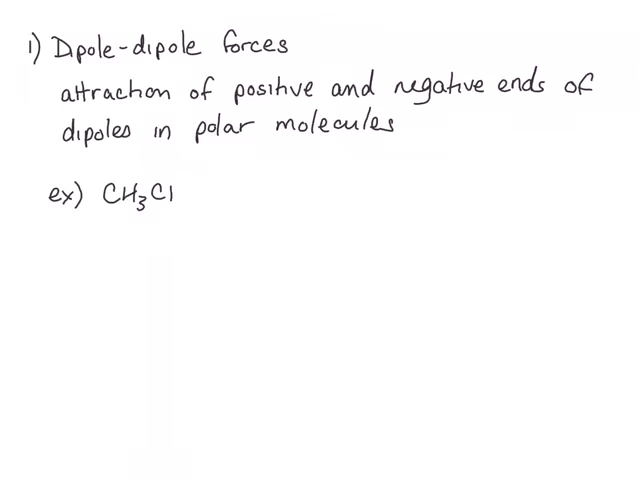 1) Dipole-dipole forces
attraction of positive and negative ends of
dipoles in polar molecules
ex) CH₃Cl